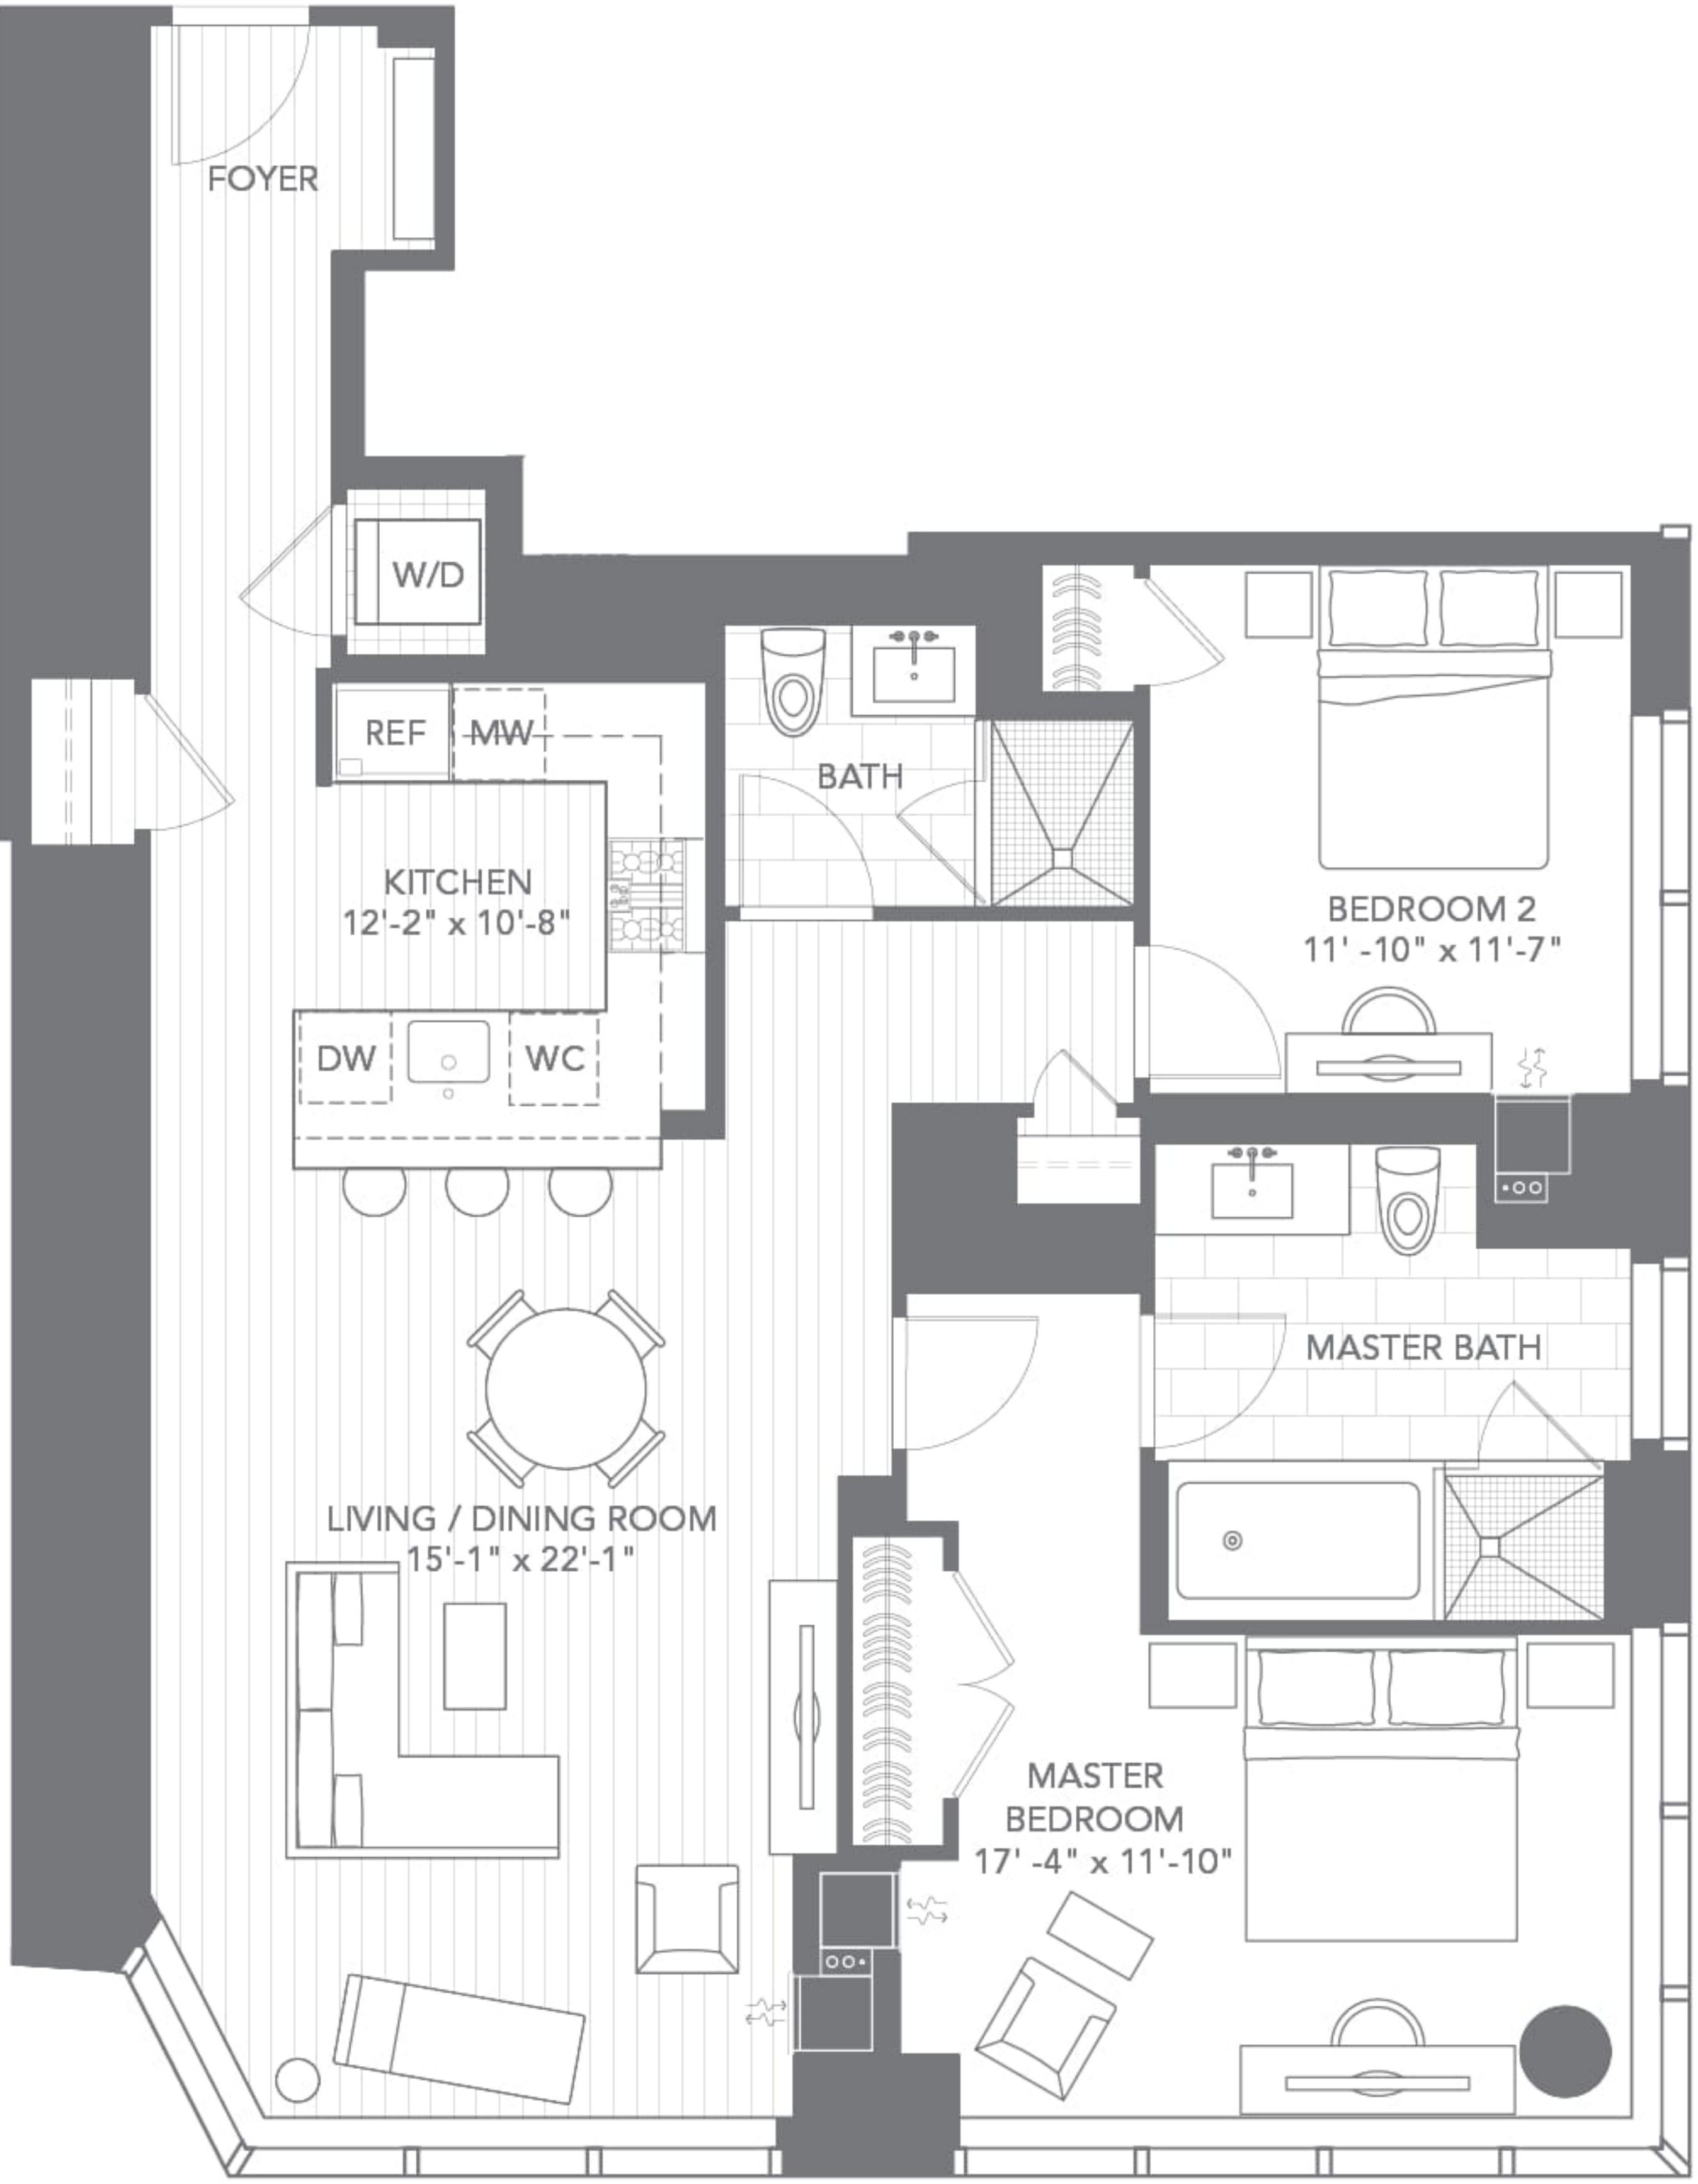 FOYER
W/D
REF
MW
BATH
KITCHEN
12'-2" x 10'-8"
BEDROOM 2
11' -10" x 11'-7"
DW
WC
MASTER BATH
LIVING / DINING ROOM
15'-1" x 22'-1"
MASTER
BEDROOM
17' -4" x 11'-10"